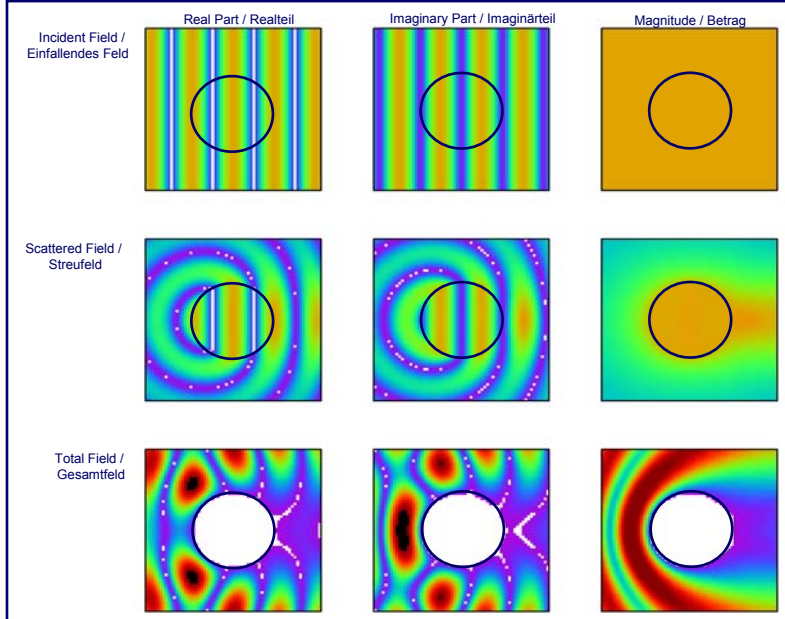 Real Part / Realteil
Imaginary Part / Imaginärteil
Magnitude / Betrag
Incident Field /
Einfallendes Feld
Scattered Field /
Streufeld
Total Field /
Gesamtfeld